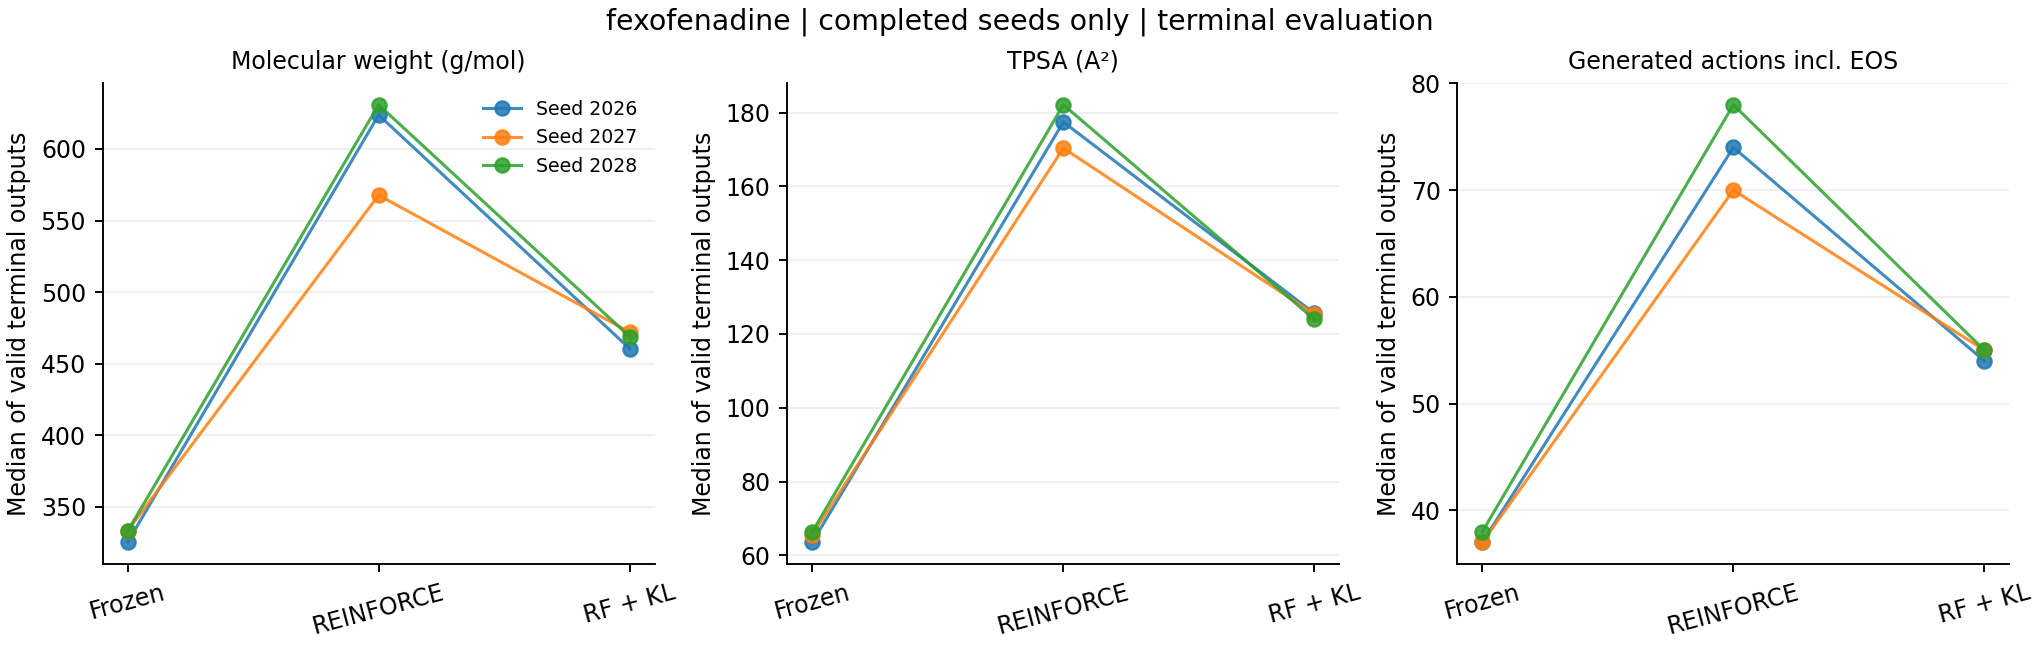 fexofenadine | completed seeds only | terminal evaluation
Molecular weight (g/mol)
Median of valid terminal outputs
600
550
500
450
400
350
Seed 2026
Seed 2027
Seed 2028
Frozen
REINFORCE
RF + KL
TPSA (A²)
Median of valid terminal outputs
180
160
140
120
100
80
60
Frozen
REINFORCE
RF + KL
Generated actions incl. EOS
Median of valid terminal outputs
80
70
60
50
40
Frozen
REINFORCE
RF + KL